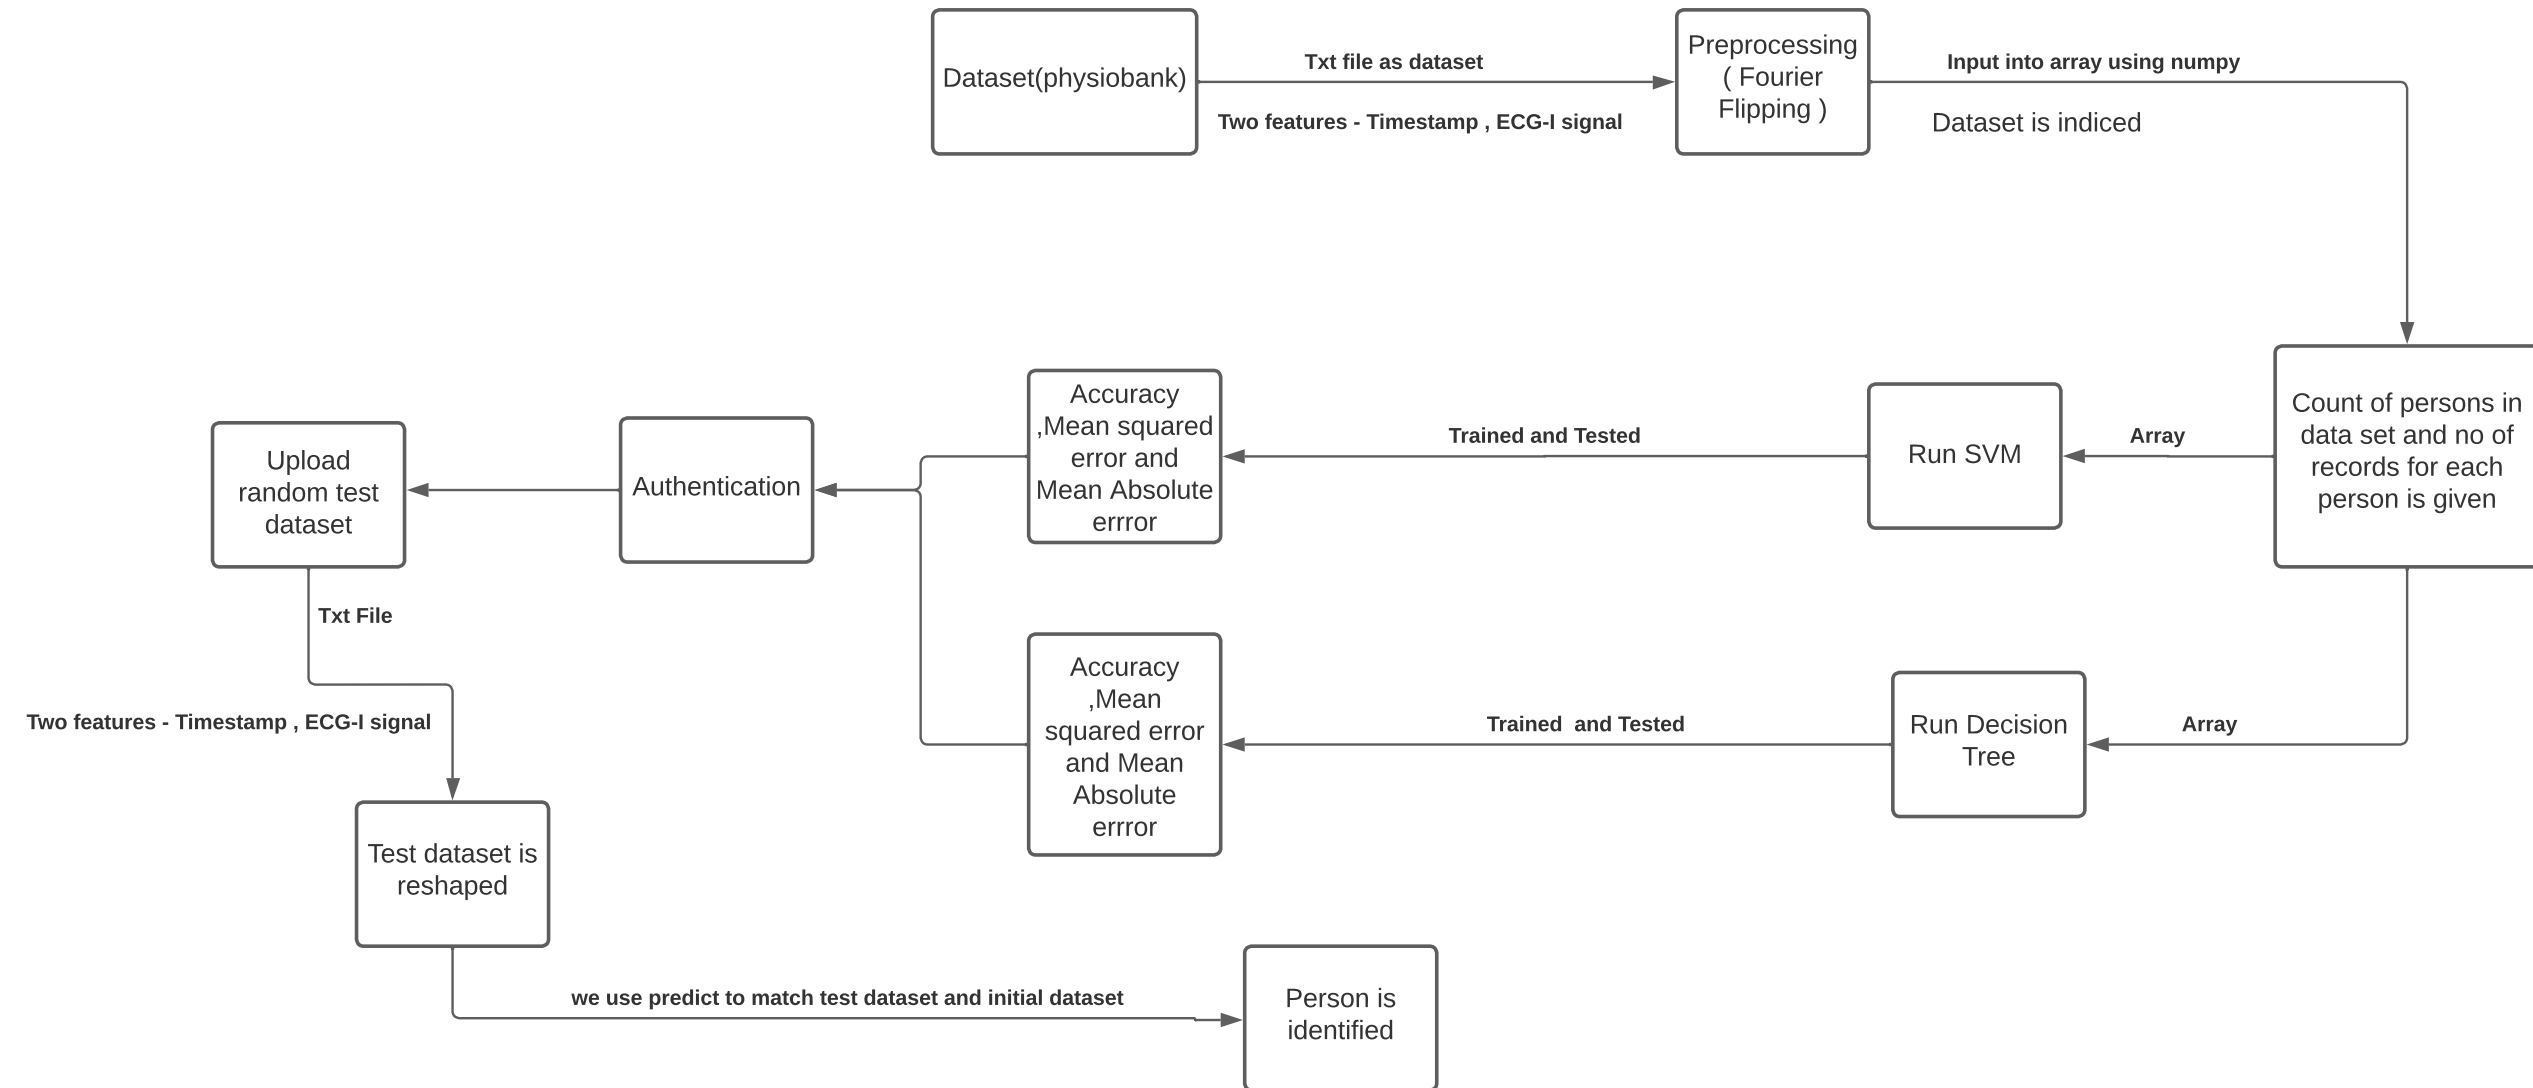 Dataset(physiobank)
Txt file as dataset
Two features - Timestamp , ECG-I signal
Preprocessing
( Fourier
Flipping )
Input into array using numpy
Dataset is indiced
Count of persons in
data set and no of
records for each
person is given
Array
Run SVM
Trained and Tested
Accuracy
,Mean squared
error and
Mean Absolute
errror
Authentication
Upload
random test
dataset
Array
Run Decision
Tree
Trained  and Tested
Accuracy
,Mean
squared error
and Mean
Absolute
errror
Txt File
Two features - Timestamp , ECG-I signal
Test dataset is
reshaped
we use predict to match test dataset and initial dataset
Person is
identified